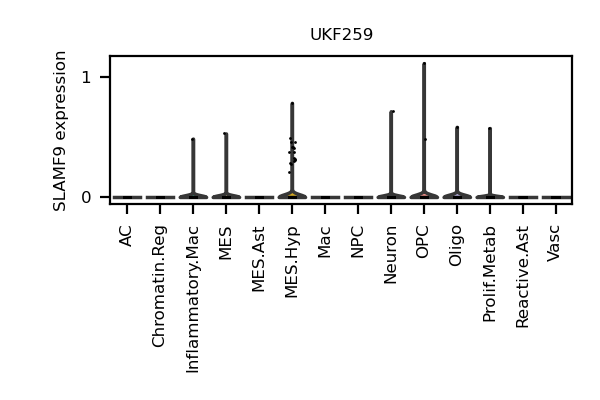 UKF259
SLAMF9 expression
1
0
AC
Chromatin.Reg
Inflammatory.Mac
MES
MES.Ast
MES.Hyp
Mac
NPC
Neuron
OPC
Oligo
Prolif.Metab
Reactive.Ast
Vasc